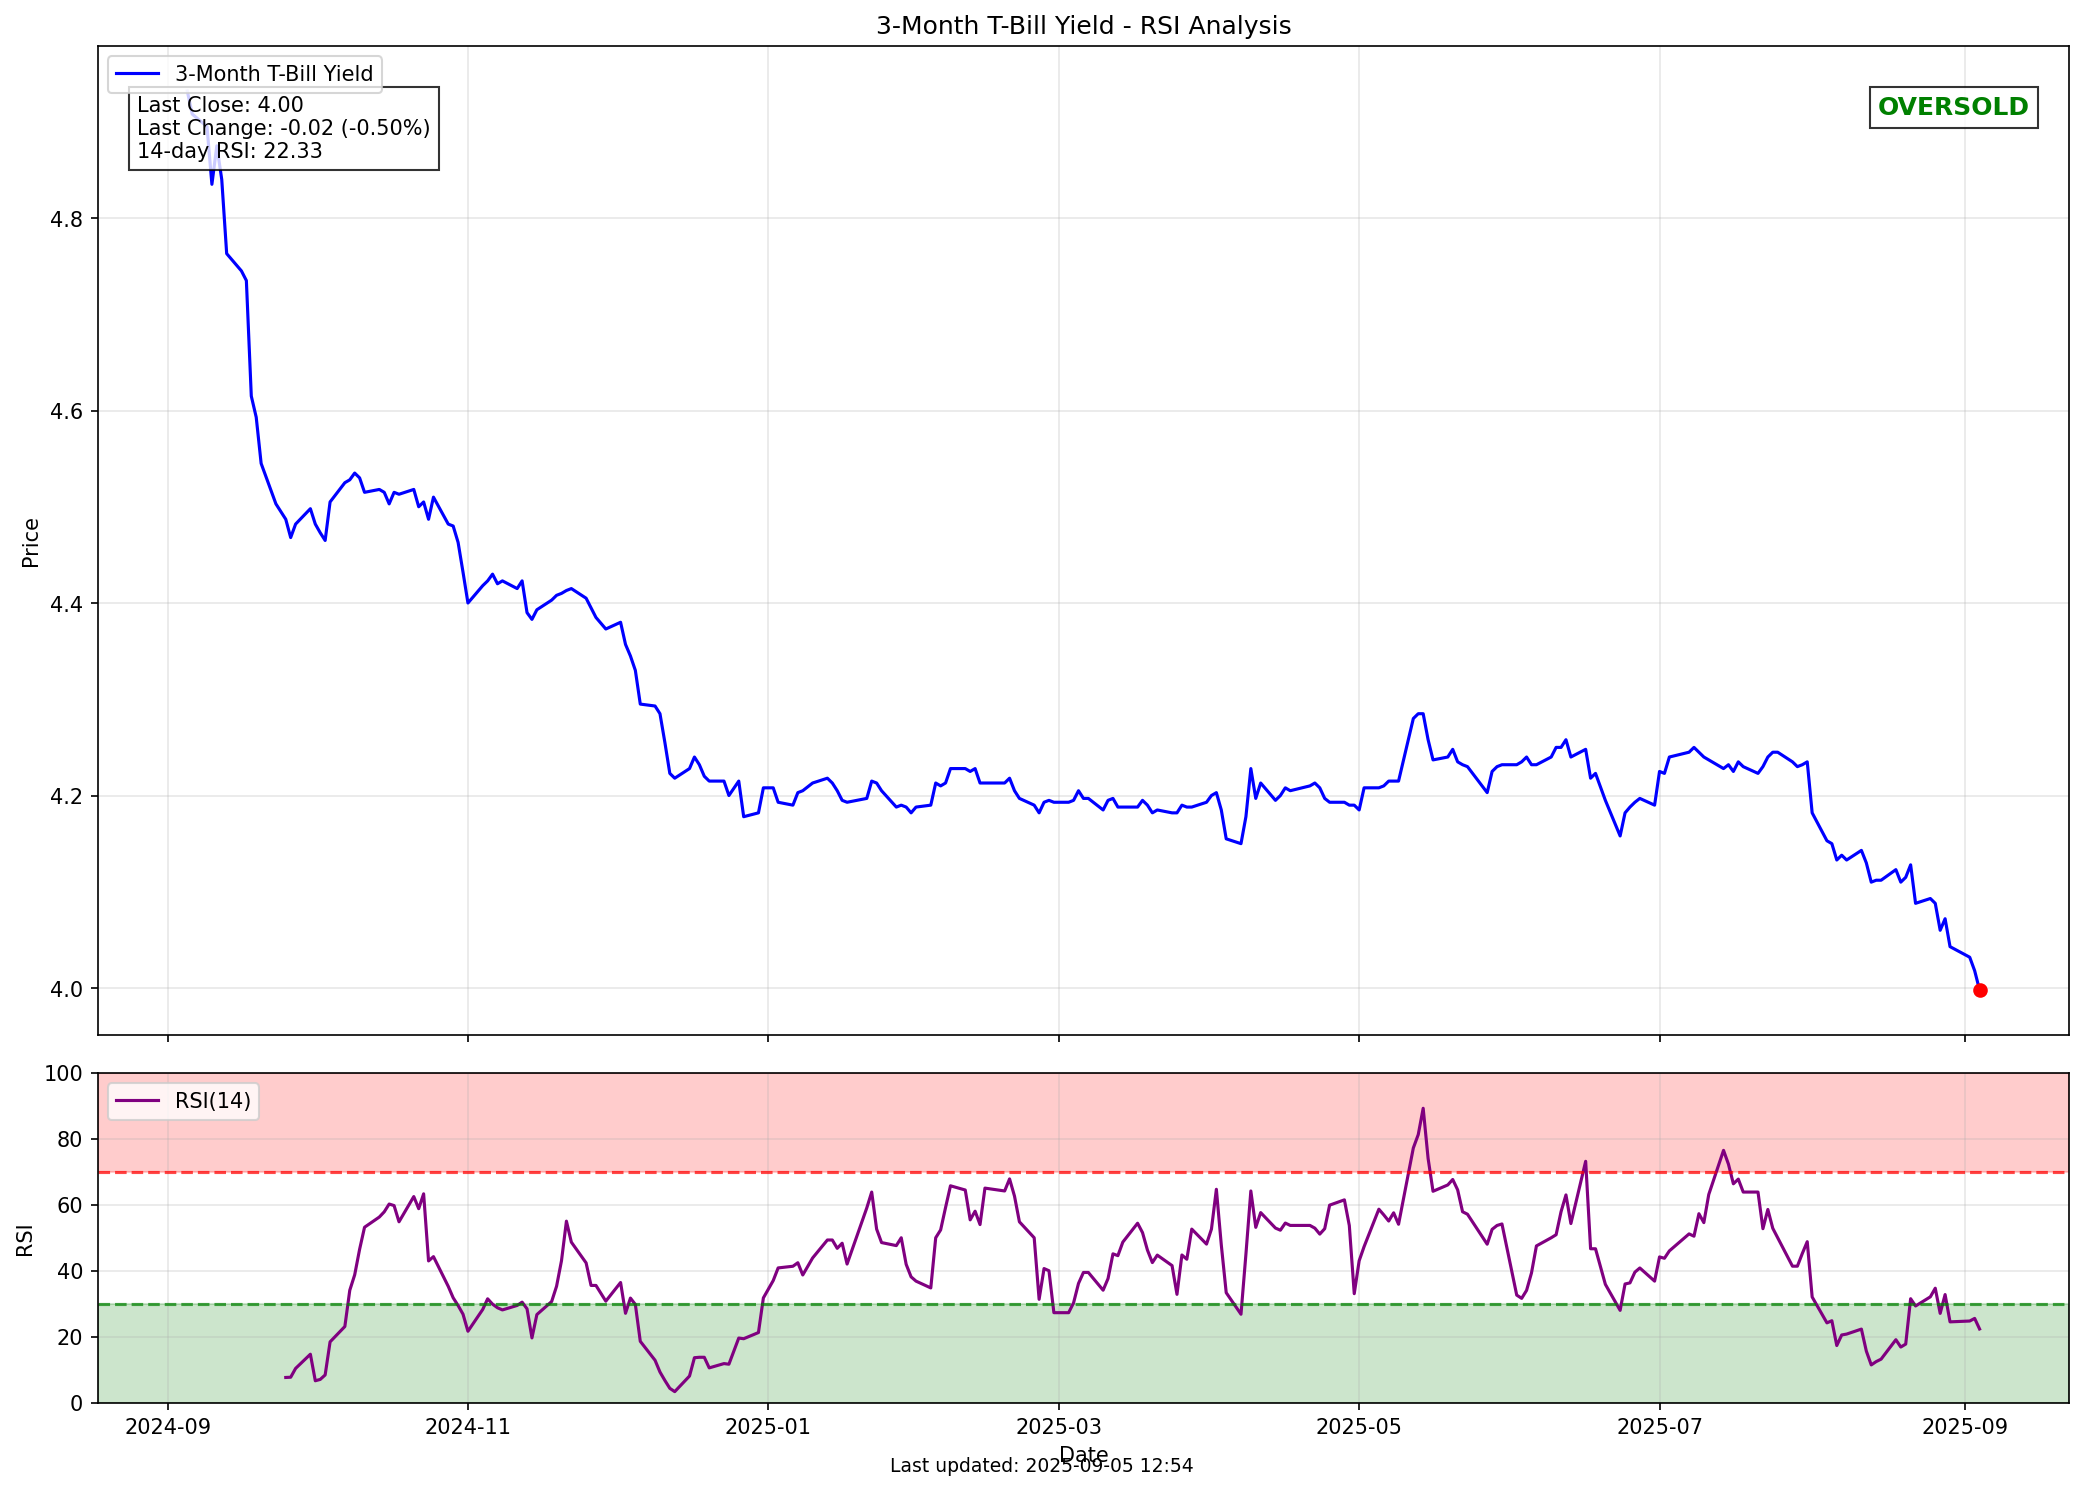 3-Month T-Bill Yield - RSI Analysis
3-Month T-Bill Yield
Last Close: 4.00
Last Change: -0.02 (-0.50%)
14-day RSI: 22.33
OVERSOLD
Price
4.8
4.6
4.4
4.2
4.0
RSI(14)
RSI
100
80
60
40
20
0
2024-09
2024-11
2025-01
2025-03
2025-05
2025-07
2025-09
Date
Last updated: 2025-09-05 12:54